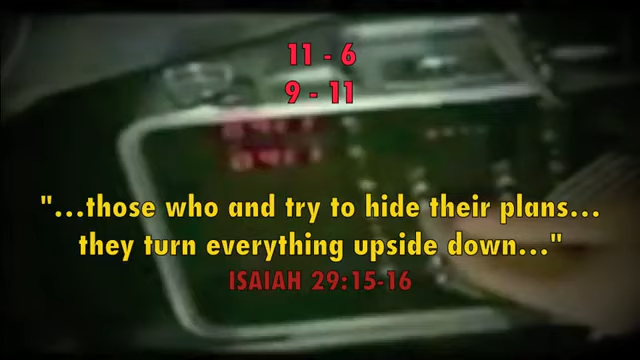 11 - 6
9 - 11
"...those who and try to hide their plans...
they turn everything upside down..."
ISAIAH 29:15-16